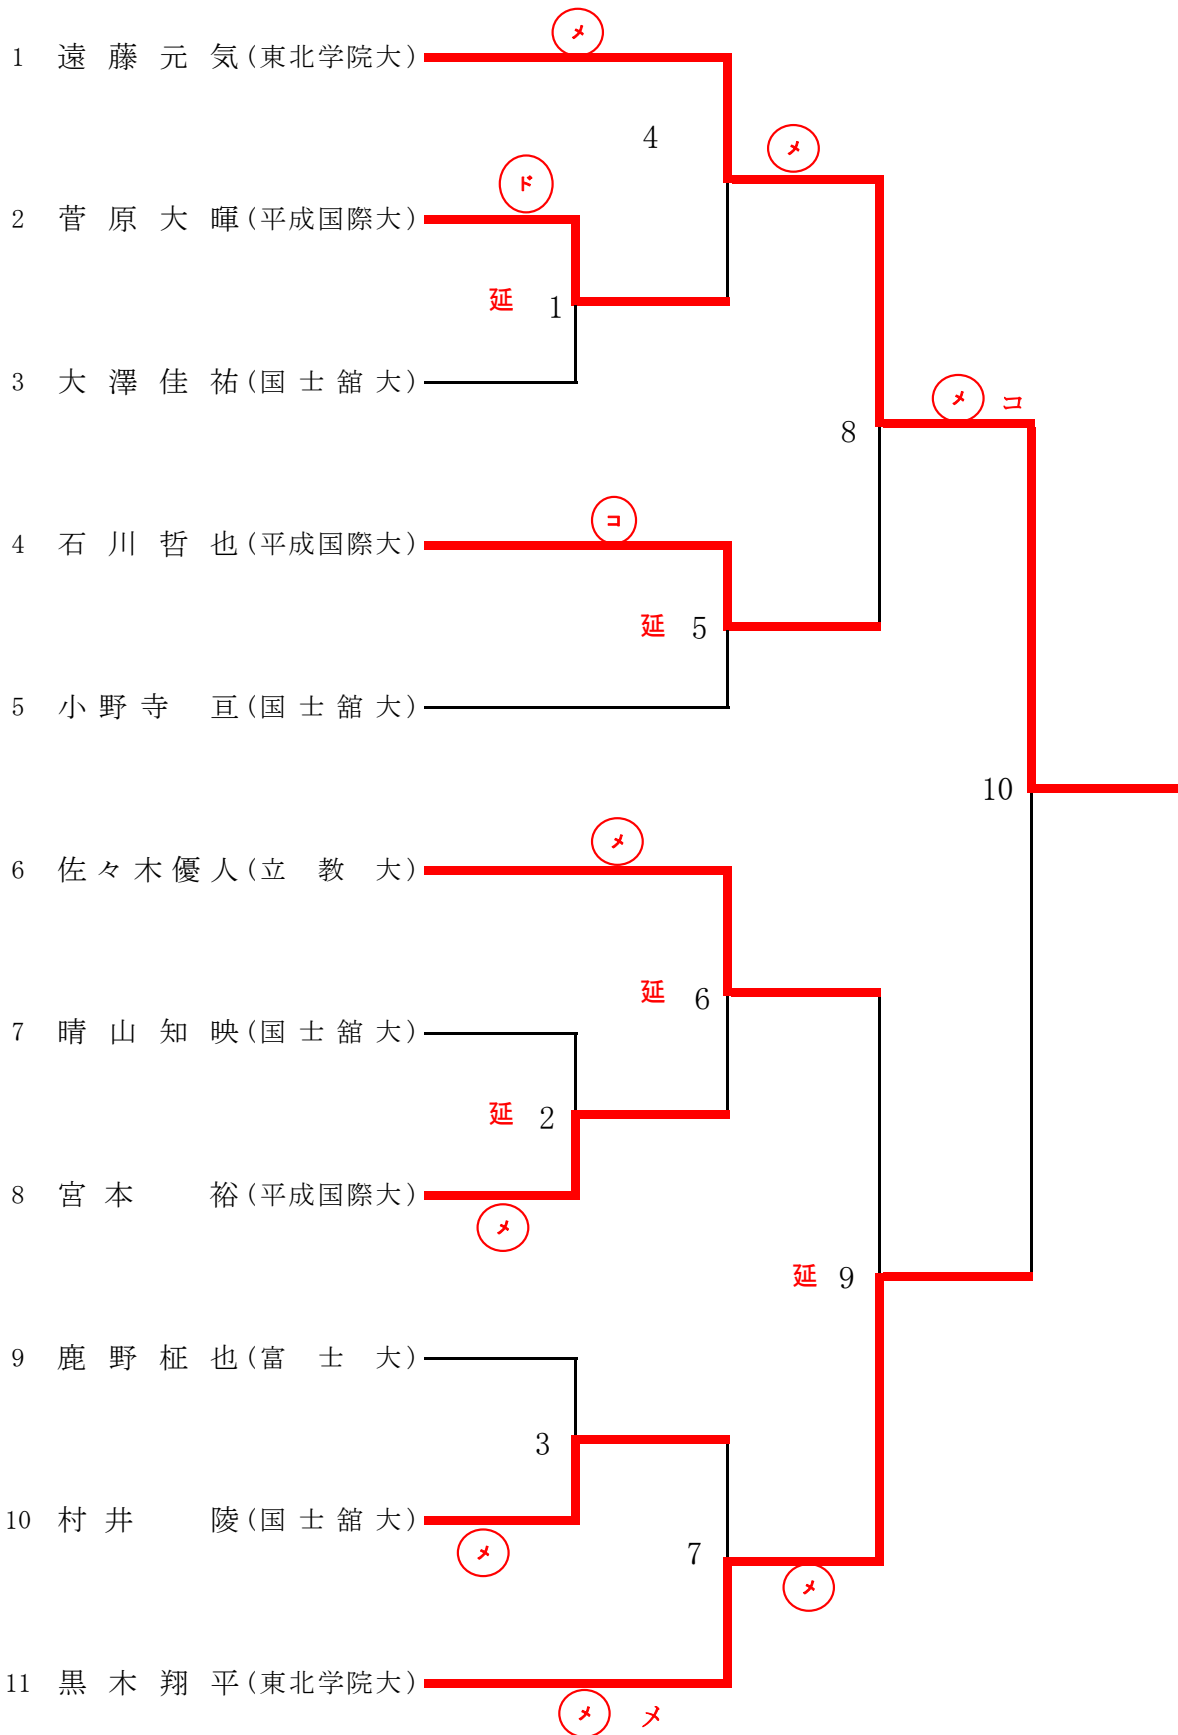 メ
1 遠藤元気(東北学院大)
4
メ
ド
2 菅原大暉(平成国際大)
延 1
3 大澤佳祐(国士舘大)
メ コ
8
コ
4 石川哲也(平成国際大)
延 5
5 小野寺亘(国士舘大)
10
メ
6 佐々木優人(立教大)
延 6
7 晴山知映(国士舘大)
延 2
8 宮本裕(平成国際大)
メ
延 9
9 鹿野柾也(富士大)
3
10 村井陵(国士舘大)
メ
7
メ
11 黒木翔平(東北学院大)
メ メ